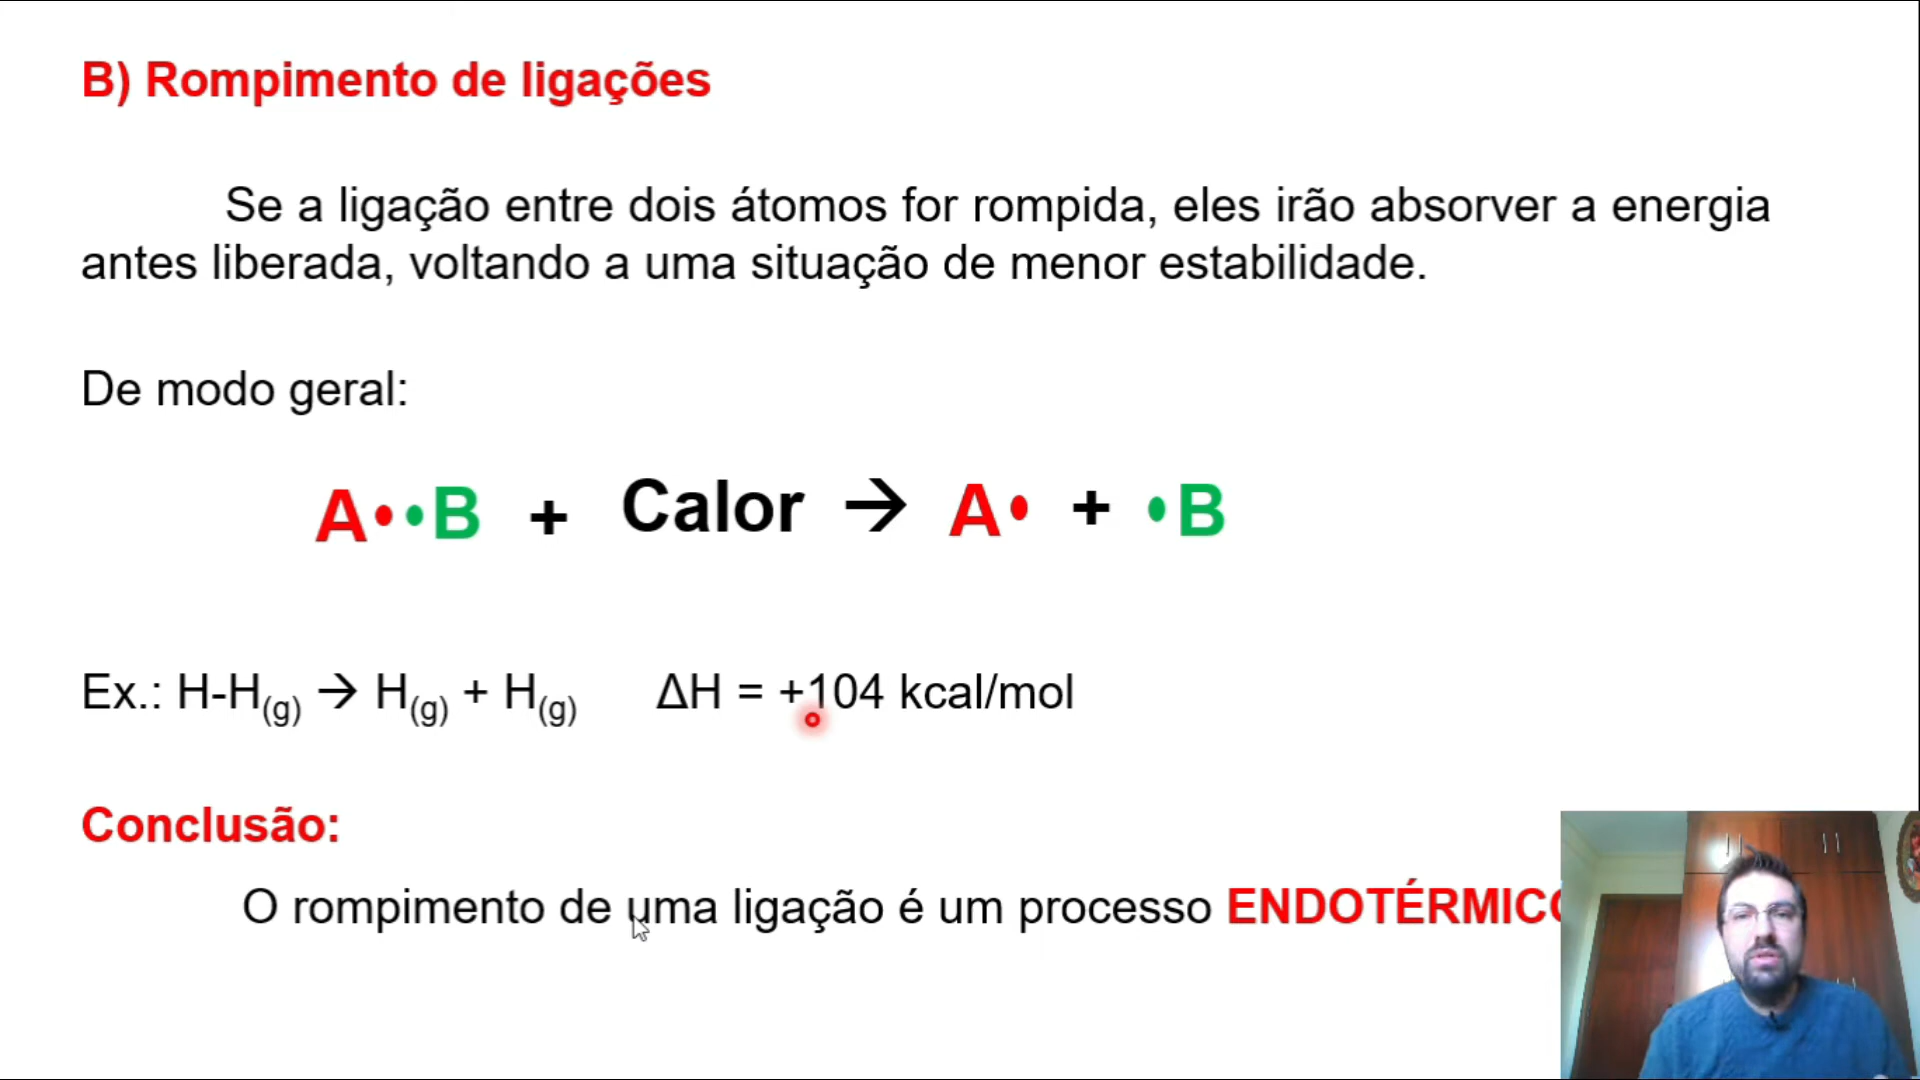 B) Rompimento de ligações
Se a ligação entre dois átomos for rompida, eles irão absorver a energia
antes liberada, voltando a uma situação de menor estabilidade.
De modo geral:
A• •B + Calor → A• + •B
Ex.: H-H(g) → H(g) + H(g) ΔH = +104 kcal/mol
Conclusão:
O rompimento de uma ligação é um processo ENDOTÉRMICO